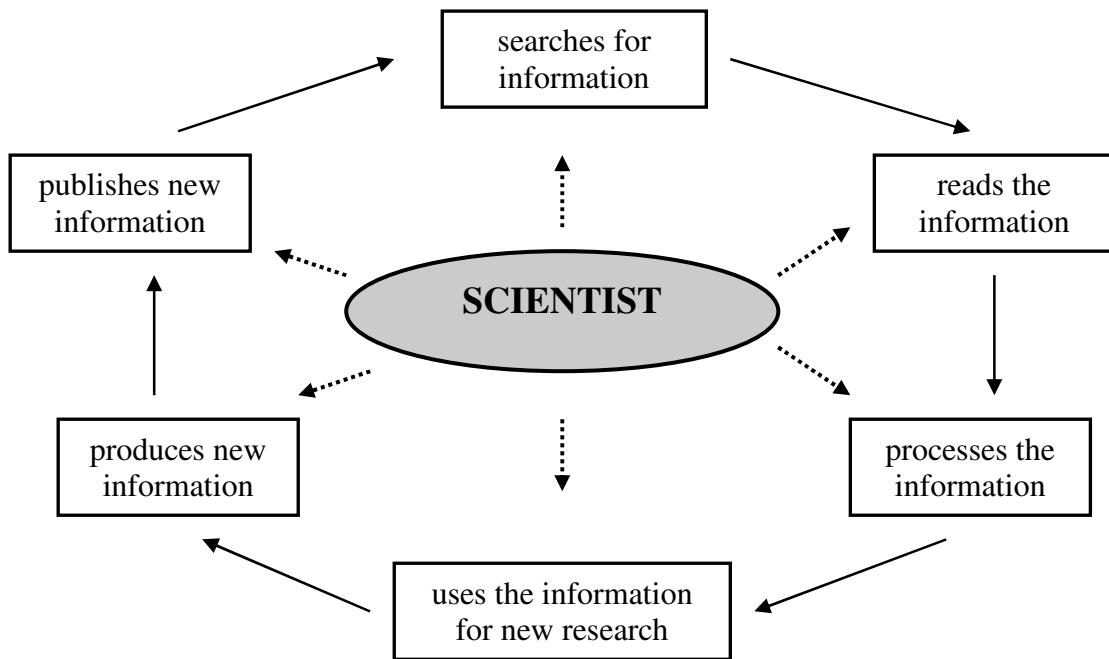 searches for
information
publishes new
information
reads the
information
SCIENTIST
produces new
information
processes the
information
uses the information
for new research